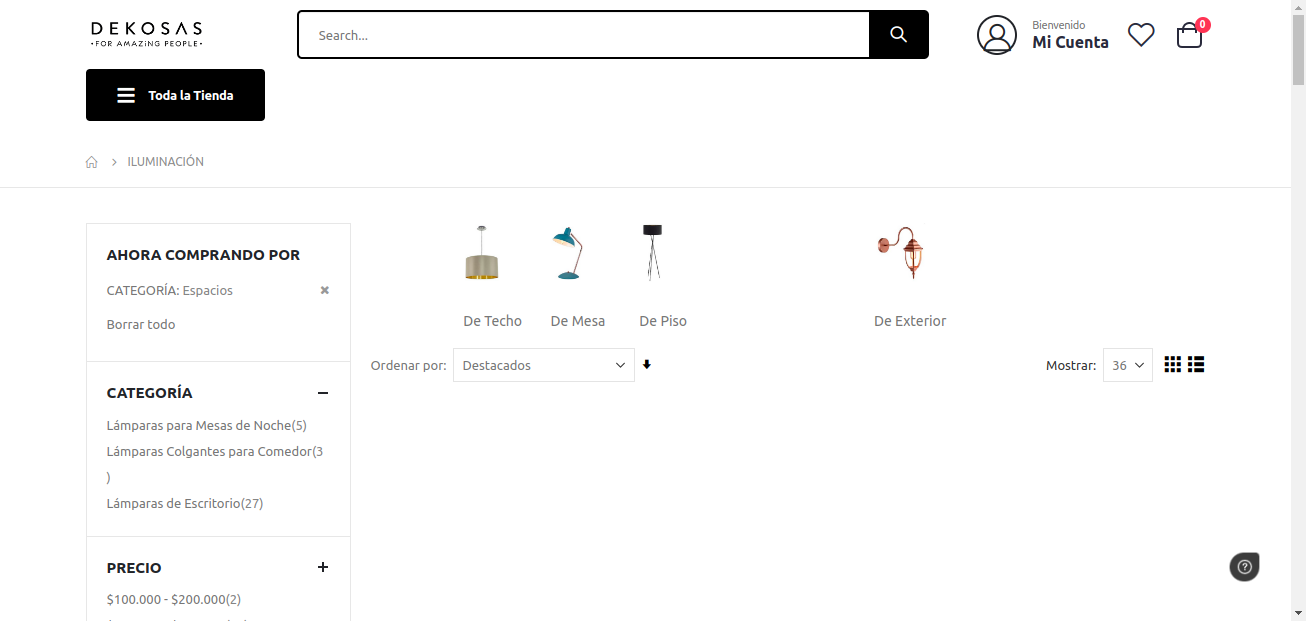 DEKOSAS
•FOR AMAZiNG PEOPLE•
Search...
Bienvenido
Mi Cuenta
0
Toda la Tienda
ILUMINACIÓN
AHORA COMPRANDO POR
CATEGORÍA: Espacios
Borrar todo
CATEGORÍA
Lámparas para Mesas de Noche(5)
Lámparas Colgantes para Comedor(3
)
Lámparas de Escritorio(27)
PRECIO
$100.000 - $200.000(2)
De Techo
De Mesa
De Piso
De Exterior
Ordenar por:
Destacados
Mostrar:
36